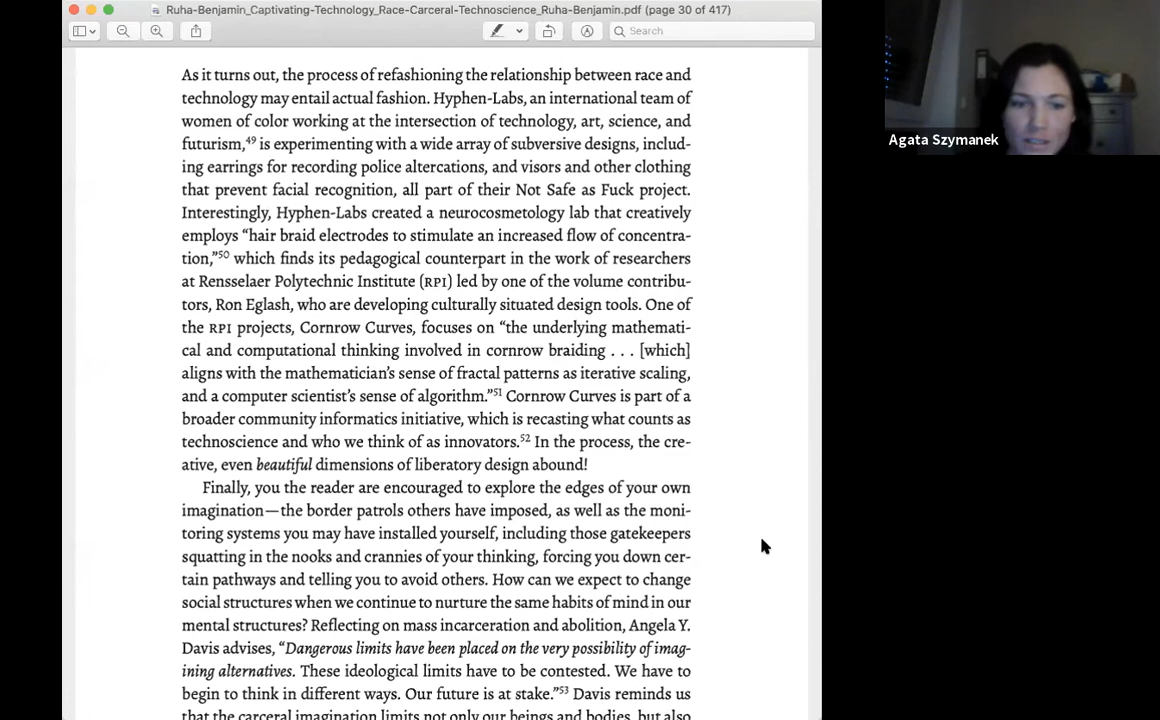 Ruha-Benjamin_Captivating-Technology_Race-Carceral-Technoscience_Ruha-Benjamin.pdf (page 30 of 417)
Search
As it turns out, the process of refashioning the relationship between race and
technology may entail actual fashion. Hyphen-Labs, an international team of
women of color working at the intersection of technology, art, science, and
futurism,49 is experimenting with a wide array of subversive designs, includ-
ing earrings for recording police altercations, and visors and other clothing
that prevent facial recognition, all part of their Not Safe as Fuck project.
Interestingly, Hyphen-Labs created a neurocosmetology lab that creatively
employs “hair braid electrodes to stimulate an increased flow of concentra-
tion,”50 which finds its pedagogical counterpart in the work of researchers
at Rensselaer Polytechnic Institute (RPI) led by one of the volume contribu-
tors, Ron Eglash, who are developing culturally situated design tools. One of
the RPI projects, Cornrow Curves, focuses on “the underlying mathemati-
cal and computational thinking involved in cornrow braiding . . . [which]
aligns with the mathematician’s sense of fractal patterns as iterative scaling,
and a computer scientist’s sense of algorithm.”51 Cornrow Curves is part of a
broader community informatics initiative, which is recasting what counts as
technoscience and who we think of as innovators.52 In the process, the cre-
ative, even beautiful dimensions of liberatory design abound!
Finally, you the reader are encouraged to explore the edges of your own
imagination—the border patrols others have imposed, as well as the moni-
toring systems you may have installed yourself, including those gatekeepers
squatting in the nooks and crannies of your thinking, forcing you down cer-
tain pathways and telling you to avoid others. How can we expect to change
social structures when we continue to nurture the same habits of mind in our
mental structures? Reflecting on mass incarceration and abolition, Angela Y.
Davis advises, “Dangerous limits have been placed on the very possibility of imag-
ining alternatives. These ideological limits have to be contested. We have to
begin to think in different ways. Our future is at stake.”53 Davis reminds us
that the carceral imagination limits not only our beings and bodies, but also
Agata Szymanek